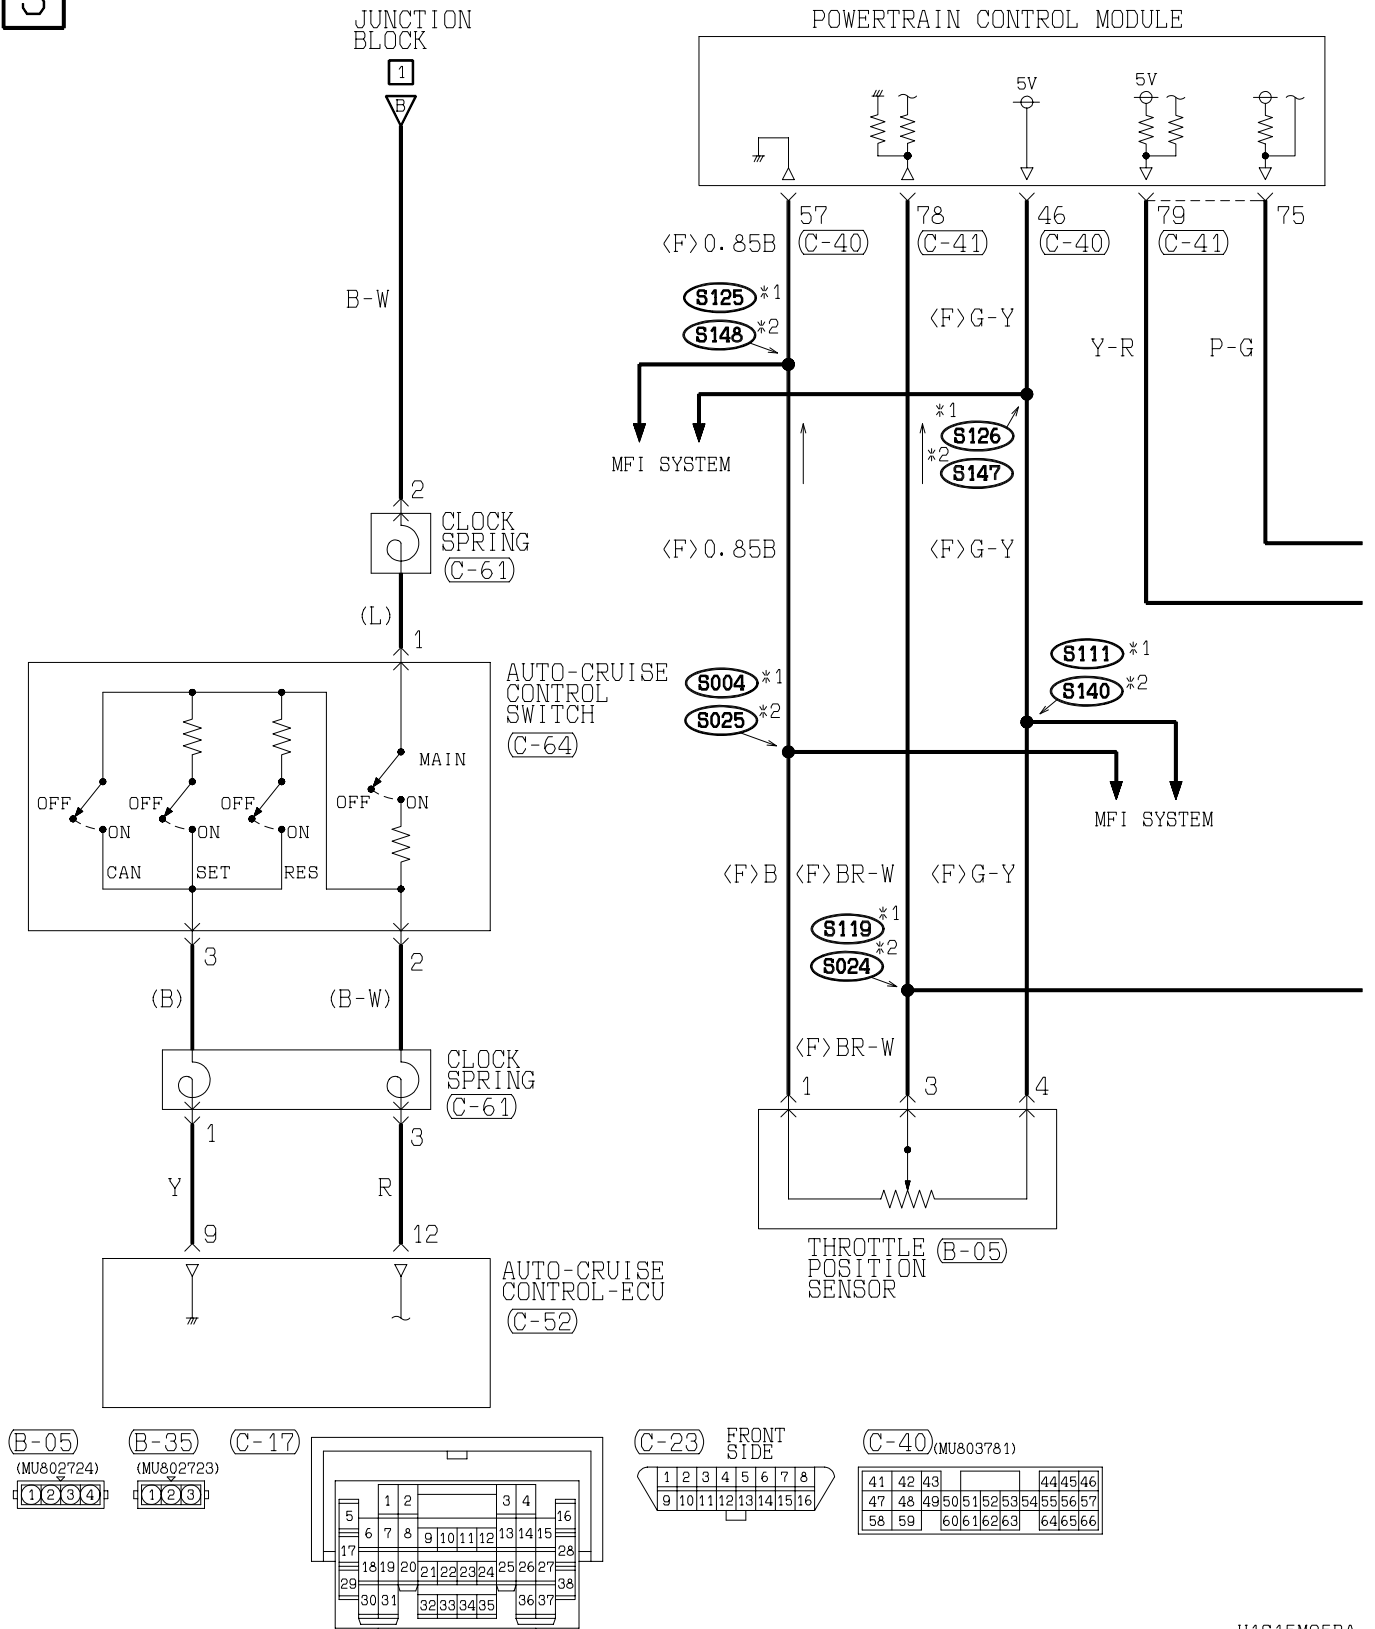 JUNCTION
BLOCK
1
B
B-W
2
CLOCK
SPRING
(C-61)
(L)
1
AUTO-CRUISE
CONTROL
SWITCH
(C-64)
MAIN
OFF ON
OFF ON CAN
OFF ON SET
OFF ON RES
3 2
(B) (B-W)
CLOCK
SPRING
(C-61)
1 3
Y R
9 12
AUTO-CRUISE
CONTROL-ECU
(C-52)
POWERTRAIN CONTROL MODULE
5V 5V
57 78 46 79 75
(C-40) (C-41) (C-40) (C-41)
<F>0.85B
S125 *1
S148 *2
<F>G-Y
Y-R P-G
MFI SYSTEM
*1 S126
*2 S147
<F>0.85B <F>G-Y
S111 *1
S140 *2
S004 *1
S025 *2
MFI SYSTEM
<F>B <F>BR-W <F>G-Y
S119 *1
S024 *2
<F>BR-W
1 3 4
THROTTLE
POSITION
SENSOR
(B-05)
(B-05)
(MU802724)
1 2 3 4
(B-35)
(MU802723)
1 2 3
(C-17)
1 2 3 4
5 16
6 7 8 9 10 11 12 13 14 15
17 28
18 19 20 21 22 23 24 25 26 27
29 38
30 31 32 33 34 35 36 37
(C-23) FRONT
SIDE
1 2 3 4 5 6 7 8
9 10 11 12 13 14 15 16
(C-40) (MU803781)
41 42 43 44 45 46
47 48 49 50 51 52 53 54 55 56 57
58 59 60 61 62 63 64 65 66